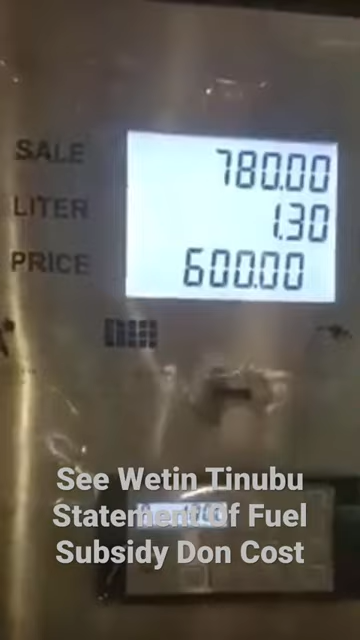 SALE 780.00
LITER 1.30
PRICE 600.00
See Wetin Tinubu
Statement Of Fuel
Subsidy Don Cost